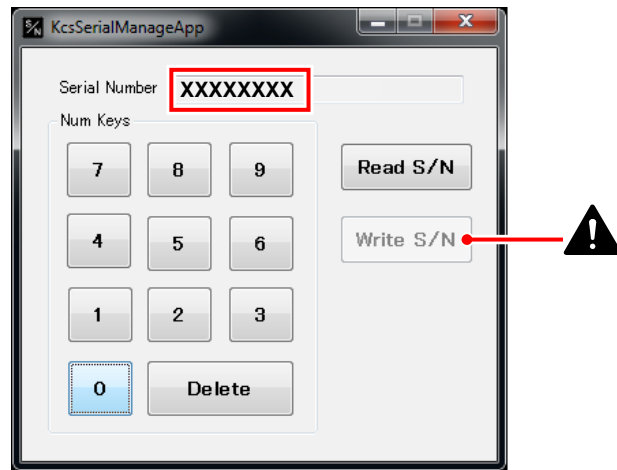 S/N KcsSerialManageApp
Serial Number XXXXXXXX
Num Keys
7 8 9 Read S/N
4 5 6 Write S/N
1 2 3
0 Delete